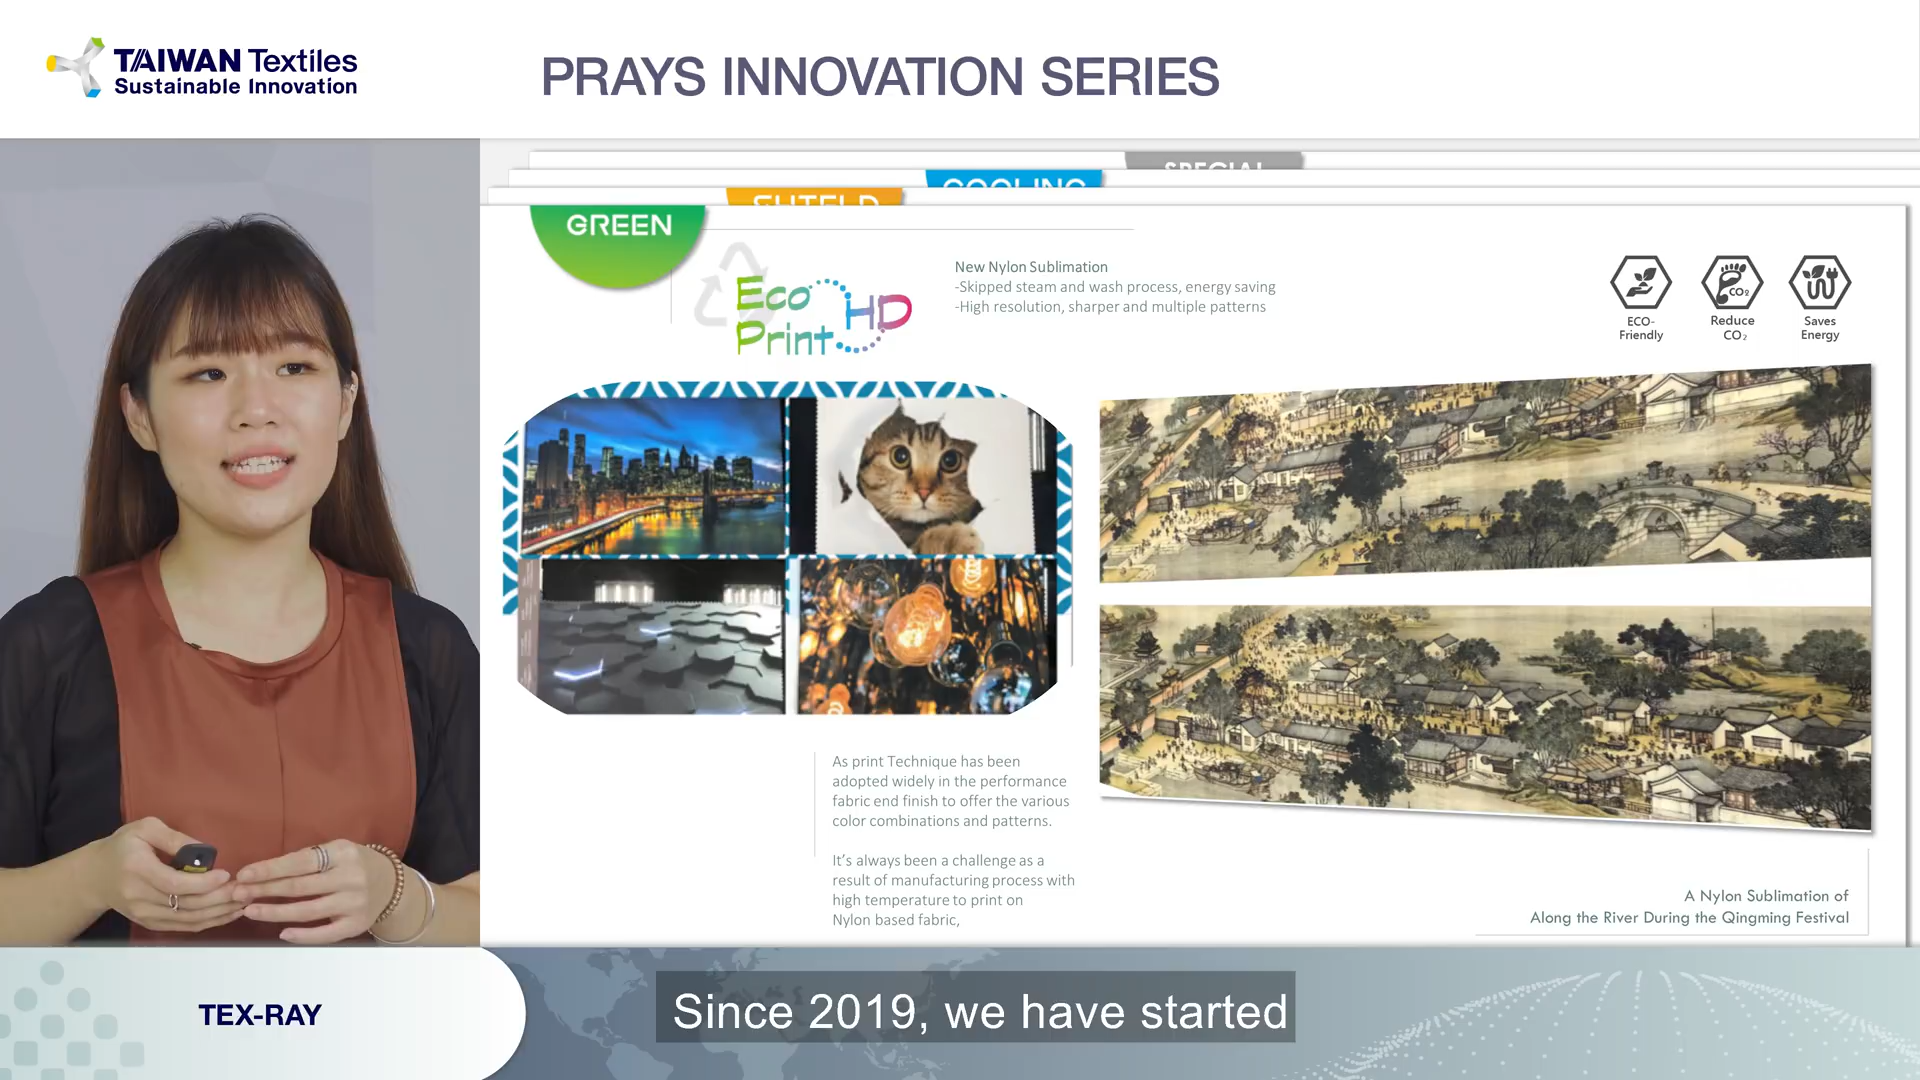 TAIWAN Textiles
Sustainable Innovation
PRAYS INNOVATION SERIES
SPECIAL
COOLING
SHIELD
GREEN
Eco
Print HD
New Nylon Sublimation
-Skipped steam and wash process, energy saving
-High resolution, sharper and multiple patterns
CO₂
ECO-
Friendly
Reduce
CO₂
Saves
Energy
As print Technique has been
adopted widely in the performance
fabric end finish to offer the various
color combinations and patterns.
It's always been a challenge as a
result of manufacturing process with
high temperature to print on
Nylon based fabric,
A Nylon Sublimation of
Along the River During the Qingming Festival
TEX-RAY
Since 2019, we have started